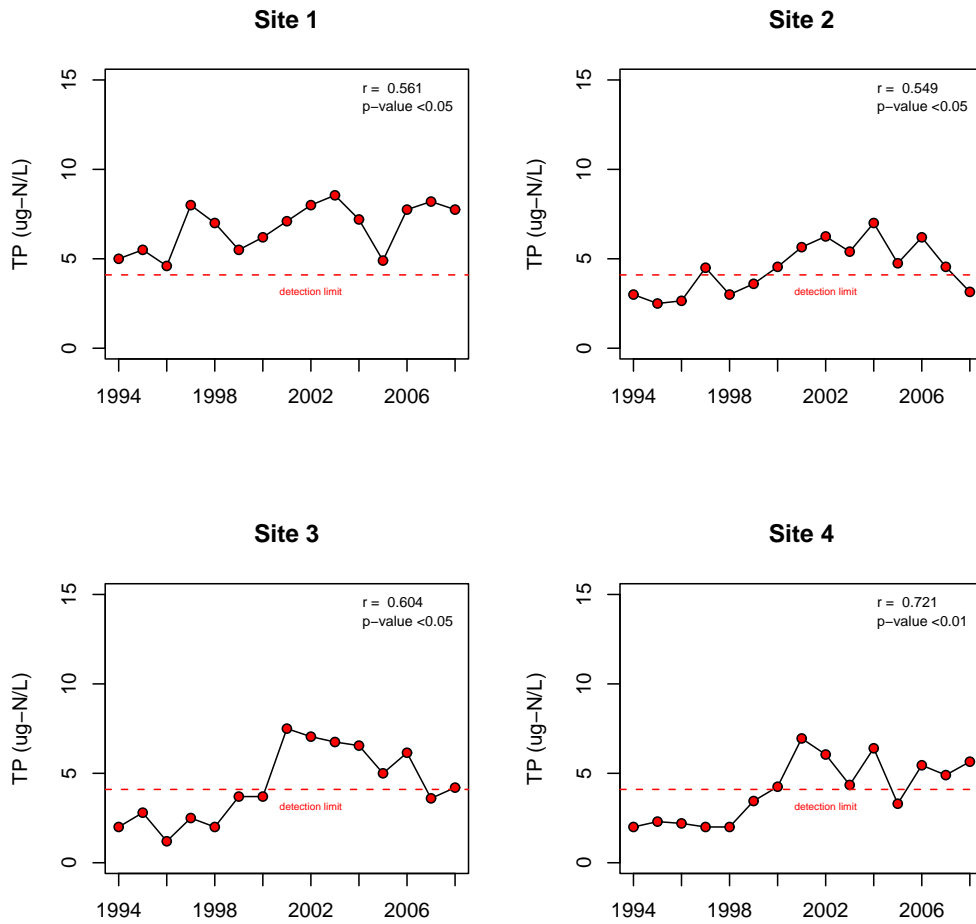 Site 1
r =  0.561
p−value <0.05
TP (ug−N/L)
15
10
5
0
detection limit
1994 1998 2002 2006
Site 2
r =  0.549
p−value <0.05
TP (ug−N/L)
15
10
5
0
detection limit
1994 1998 2002 2006
Site 3
r =  0.604
p−value <0.05
TP (ug−N/L)
15
10
5
0
detection limit
1994 1998 2002 2006
Site 4
r =  0.721
p−value <0.01
TP (ug−N/L)
15
10
5
0
detection limit
1994 1998 2002 2006